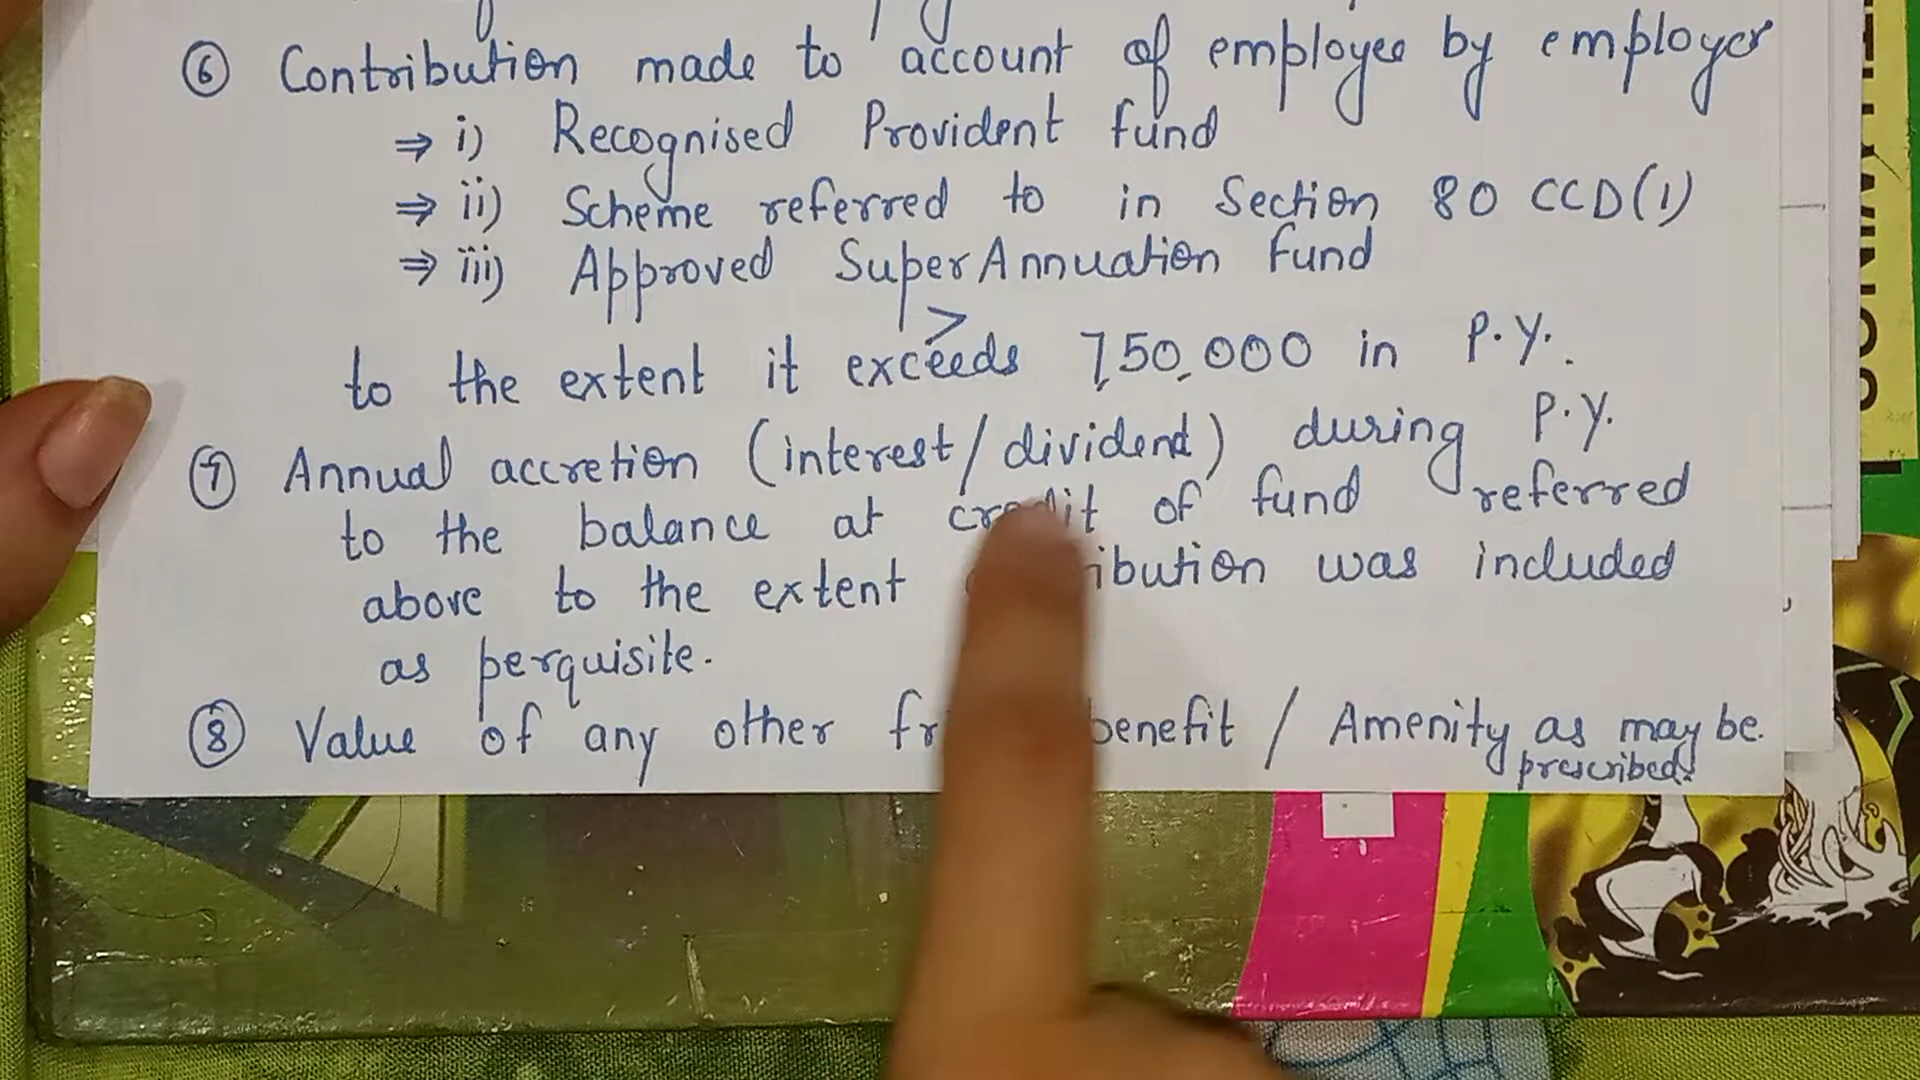 ⑥ Contribution made to account of employee by employer
⇒ i) Recognised Provident fund
⇒ ii) Scheme referred to in Section 80 CCD(1)
⇒ iii) Approved SuperAnnuation Fund
>
to the extent it exceeds 7,50,000 in P.Y.
⑦ Annual accretion (interest/dividend) during P.Y.
to the balance at credit of fund referred
above to the extent was included
as perquisite.
⑧ Value of any other benefit / Amenity as may be
prescribed.